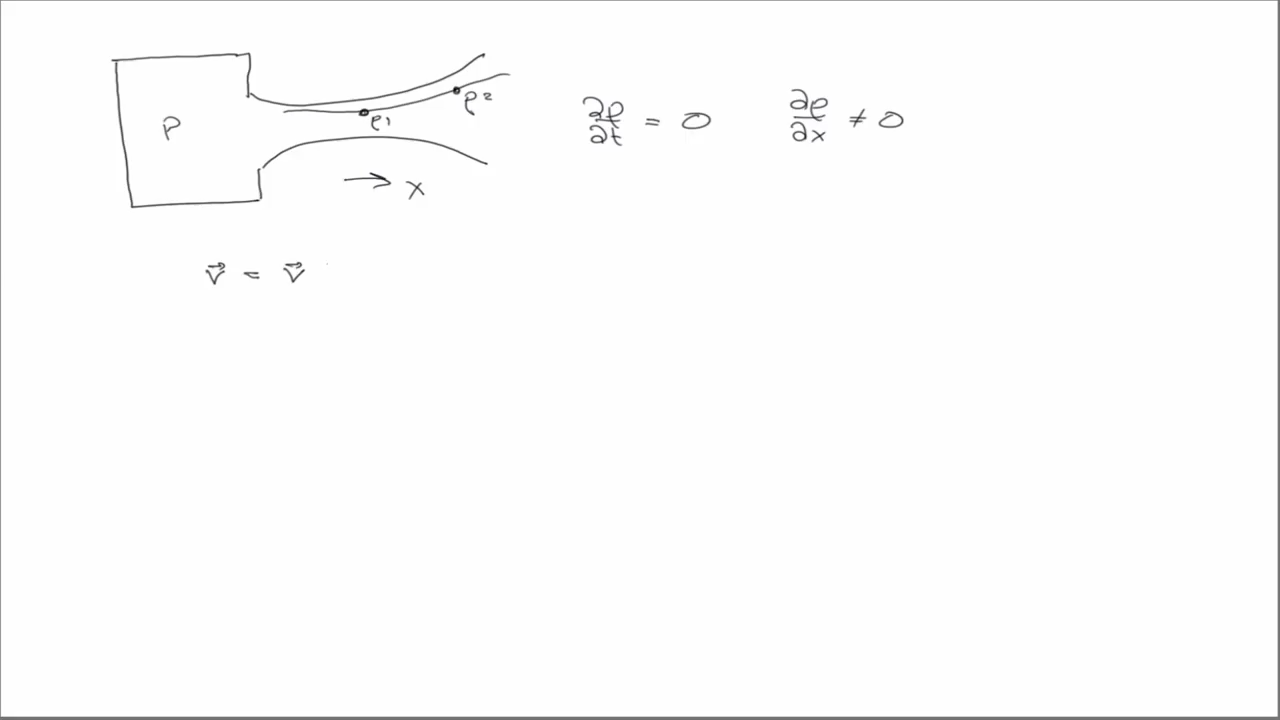 ρ2
P
ρ1
∂ρ/∂t = 0   ∂ρ/∂x ≠ 0
→ x
v⃗ = v⃗